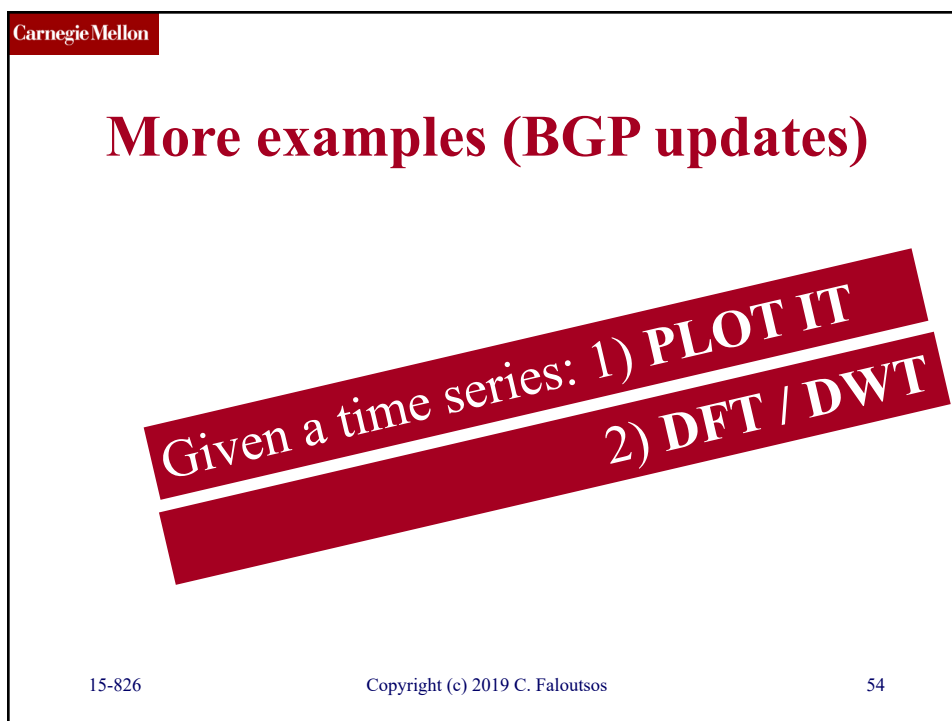 Carnegie Mellon
More examples (BGP updates)
Given a time series: 1) PLOT IT
2) DFT / DWT
15-826
Copyright (c) 2019 C. Faloutsos
54